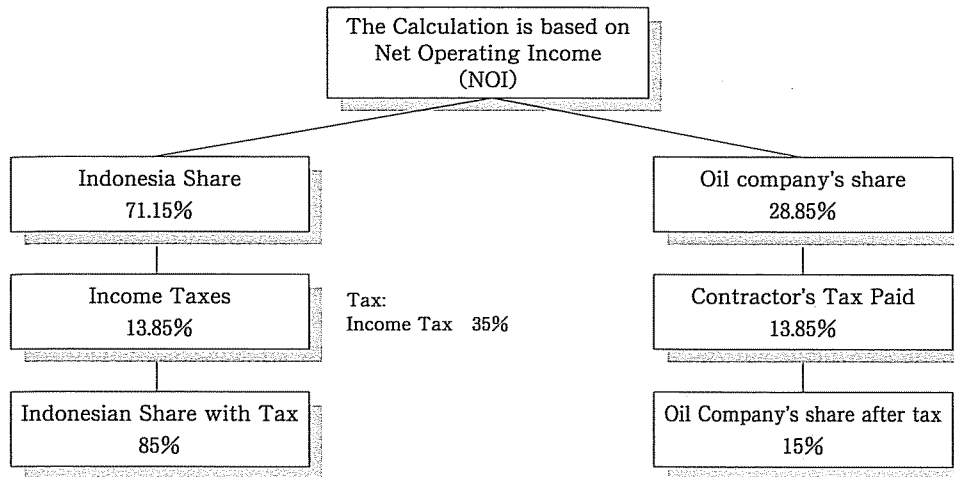 The Calculation is based on
Net Operating Income
(NOI)
Indonesia Share
71.15%
Oil company's share
28.85%
Income Taxes
13.85%
Tax:
Income Tax 35%
Contractor's Tax Paid
13.85%
Indonesian Share with Tax
85%
Oil Company's share after tax
15%